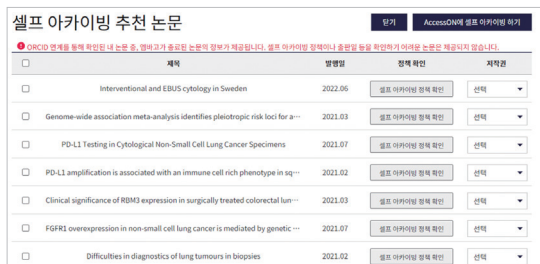 셀프 아카이빙 추천 논문
닫기
AccessON에 셀프 아카이빙 하기
ORCID 연계를 통해 확인된 내 논문 중, 엠바고가 종료된 논문의 정보가 제공됩니다. 셀프 아카이빙 정책이나 출판일 등을 확인하기 어려운 논문은 제공되지 않습니다.
제목 발행일 정책 확인 저작권
Interventional and EBUS cytology in Sweden 2022.06 셀프 아카이빙 정책 확인 선택
Genome-wide association meta-analysis identifies pleiotropic risk loci for a··· 2021.03 셀프 아카이빙 정책 확인 선택
PD-L1 Testing in Cytological Non-Small Cell Lung Cancer Specimens 2021.07 셀프 아카이빙 정책 확인 선택
PD-L1 amplification is associated with an immune cell rich phenotype in sq··· 2021.02 셀프 아카이빙 정책 확인 선택
Clinical significance of RBM3 expression in surgically treated colorectal lun··· 2021.03 셀프 아카이빙 정책 확인 선택
FGFR1 overexpression in non-small cell lung cancer is mediated by genetic ··· 2021.07 셀프 아카이빙 정책 확인 선택
Difficulties in diagnostics of lung tumours in biopsies 2021.02 셀프 아카이빙 정책 확인 선택